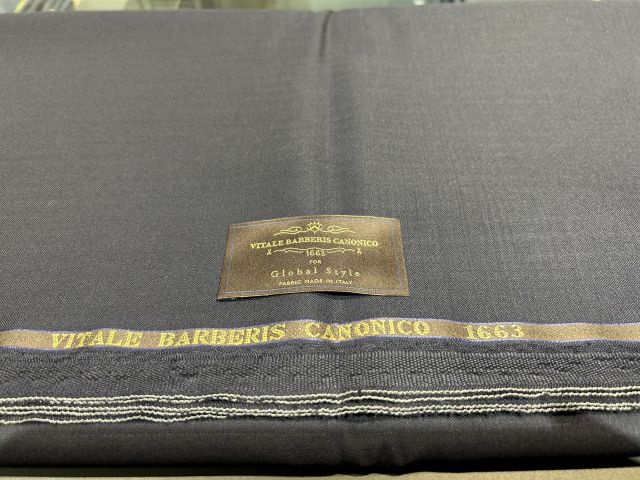 VITALE BARBERIS CANONICO
1663
FOR
Global Style
FABRIC MADE IN ITALY
VITALE BARBERIS CANONICO 1663